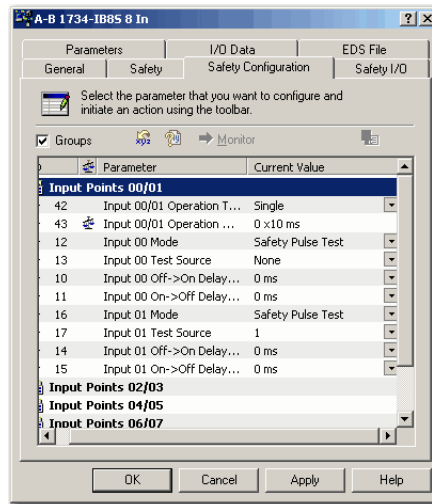 A-B 1734-IB8S 8 In
Parameters I/O Data EDS File
General Safety Safety Configuration Safety I/O
Select the parameter that you want to configure and
initiate an action using the toolbar.
Groups xyz Monitor
Parameter Current Value
Input Points 00/01
42 Input 00/01 Operation T... Single
43 Input 00/01 Operation ... 0 x10 ms
12 Input 00 Mode Safety Pulse Test
13 Input 00 Test Source None
10 Input 00 Off->On Delay... 0 ms
11 Input 00 On->Off Delay... 0 ms
16 Input 01 Mode Safety Pulse Test
17 Input 01 Test Source 1
14 Input 01 Off->On Delay... 0 ms
15 Input 01 On->Off Delay... 0 ms
Input Points 02/03
Input Points 04/05
Input Points 06/07
OK Cancel Apply Help